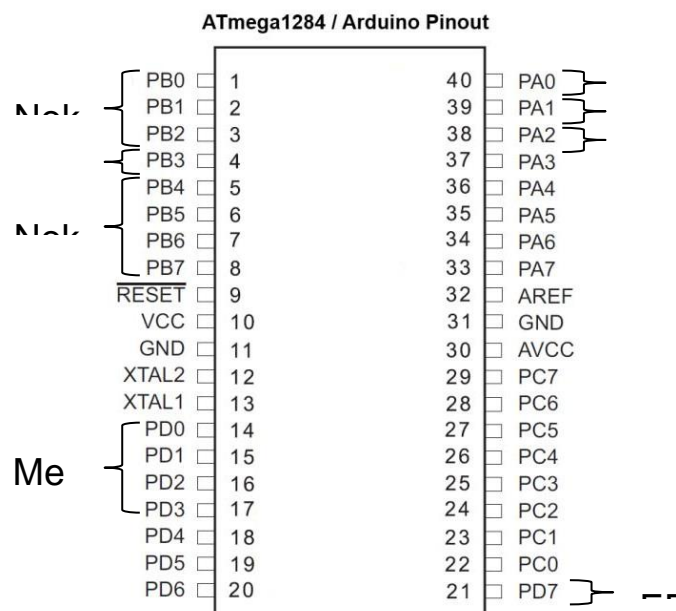 ATmega1284 / Arduino Pinout
PB0 1 40 PA0
PB1 2 39 PA1
PB2 3 38 PA2
PB3 4 37 PA3
PB4 5 36 PA4
PB5 6 35 PA5
PB6 7 34 PA6
PB7 8 33 PA7
RESET 9 32 AREF
VCC 10 31 GND
GND 11 30 AVCC
XTAL2 12 29 PC7
XTAL1 13 28 PC6
PD0 14 27 PC5
PD1 15 26 PC4
Me PD2 16 25 PC3
PD3 17 24 PC2
PD4 18 23 PC1
PD5 19 22 PC0
PD6 20 21 PD7